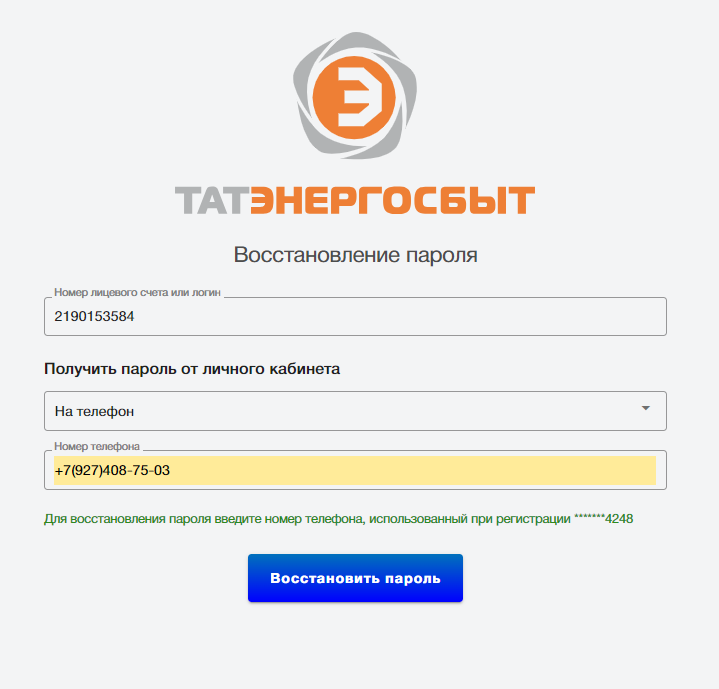 Э
ТАТЭНЕРГОСБЫТ
Восстановление пароля
Номер лицевого счета или логин
2190153584
Получить пароль от личного кабинета
На телефон
Номер телефона
+7(927)408-75-03
Для восстановления пароля введите номер телефона, использованный при регистрации *******4248
Восстановить пароль